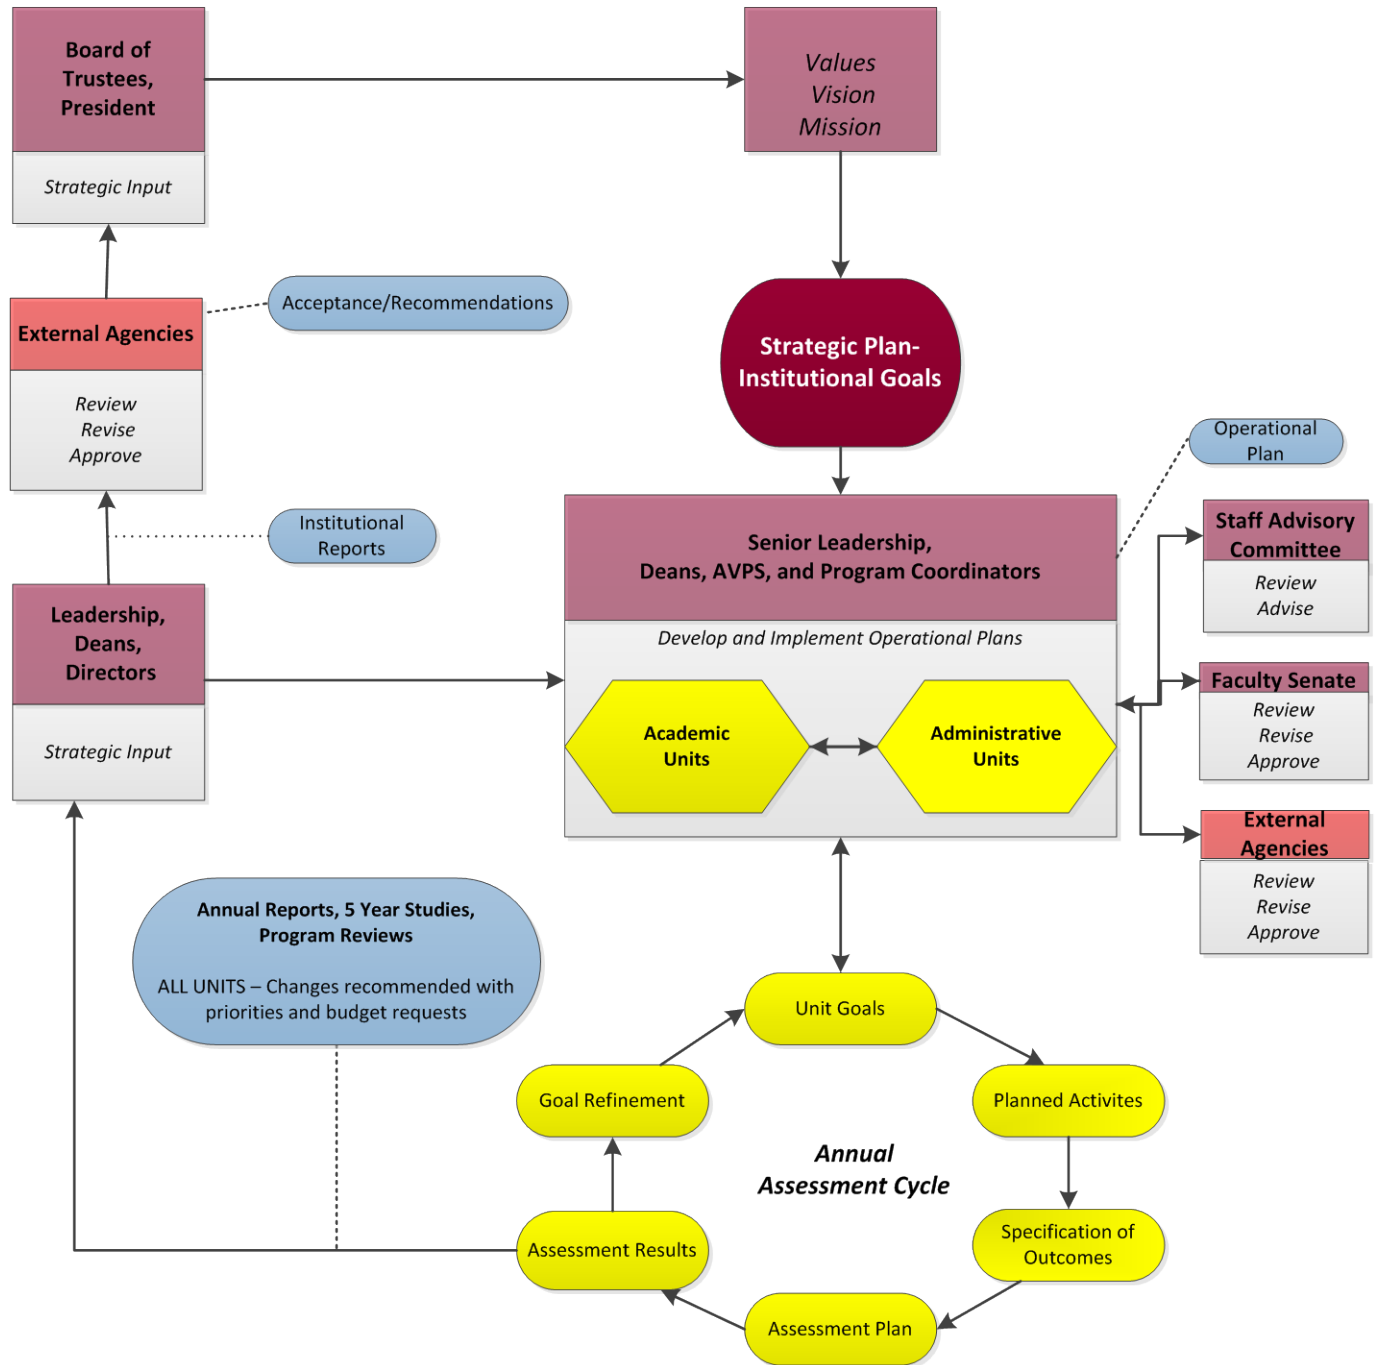 Board of
Trustees,
President
Strategic Input
Values
Vision
Mission
External Agencies
Review
Revise
Approve
Acceptance/Recommendations
Strategic Plan-
Institutional Goals
Operational
Plan
Institutional
Reports
Senior Leadership,
Deans, AVPS, and Program Coordinators
Develop and Implement Operational Plans
Academic
Units
Administrative
Units
Staff Advisory
Committee
Review
Advise
Faculty Senate
Review
Revise
Approve
External
Agencies
Review
Revise
Approve
Leadership,
Deans,
Directors
Strategic Input
Annual Reports, 5 Year Studies,
Program Reviews
ALL UNITS – Changes recommended with
priorities and budget requests
Unit Goals
Goal Refinement
Planned Activites
Annual
Assessment Cycle
Assessment Results
Specification of
Outcomes
Assessment Plan